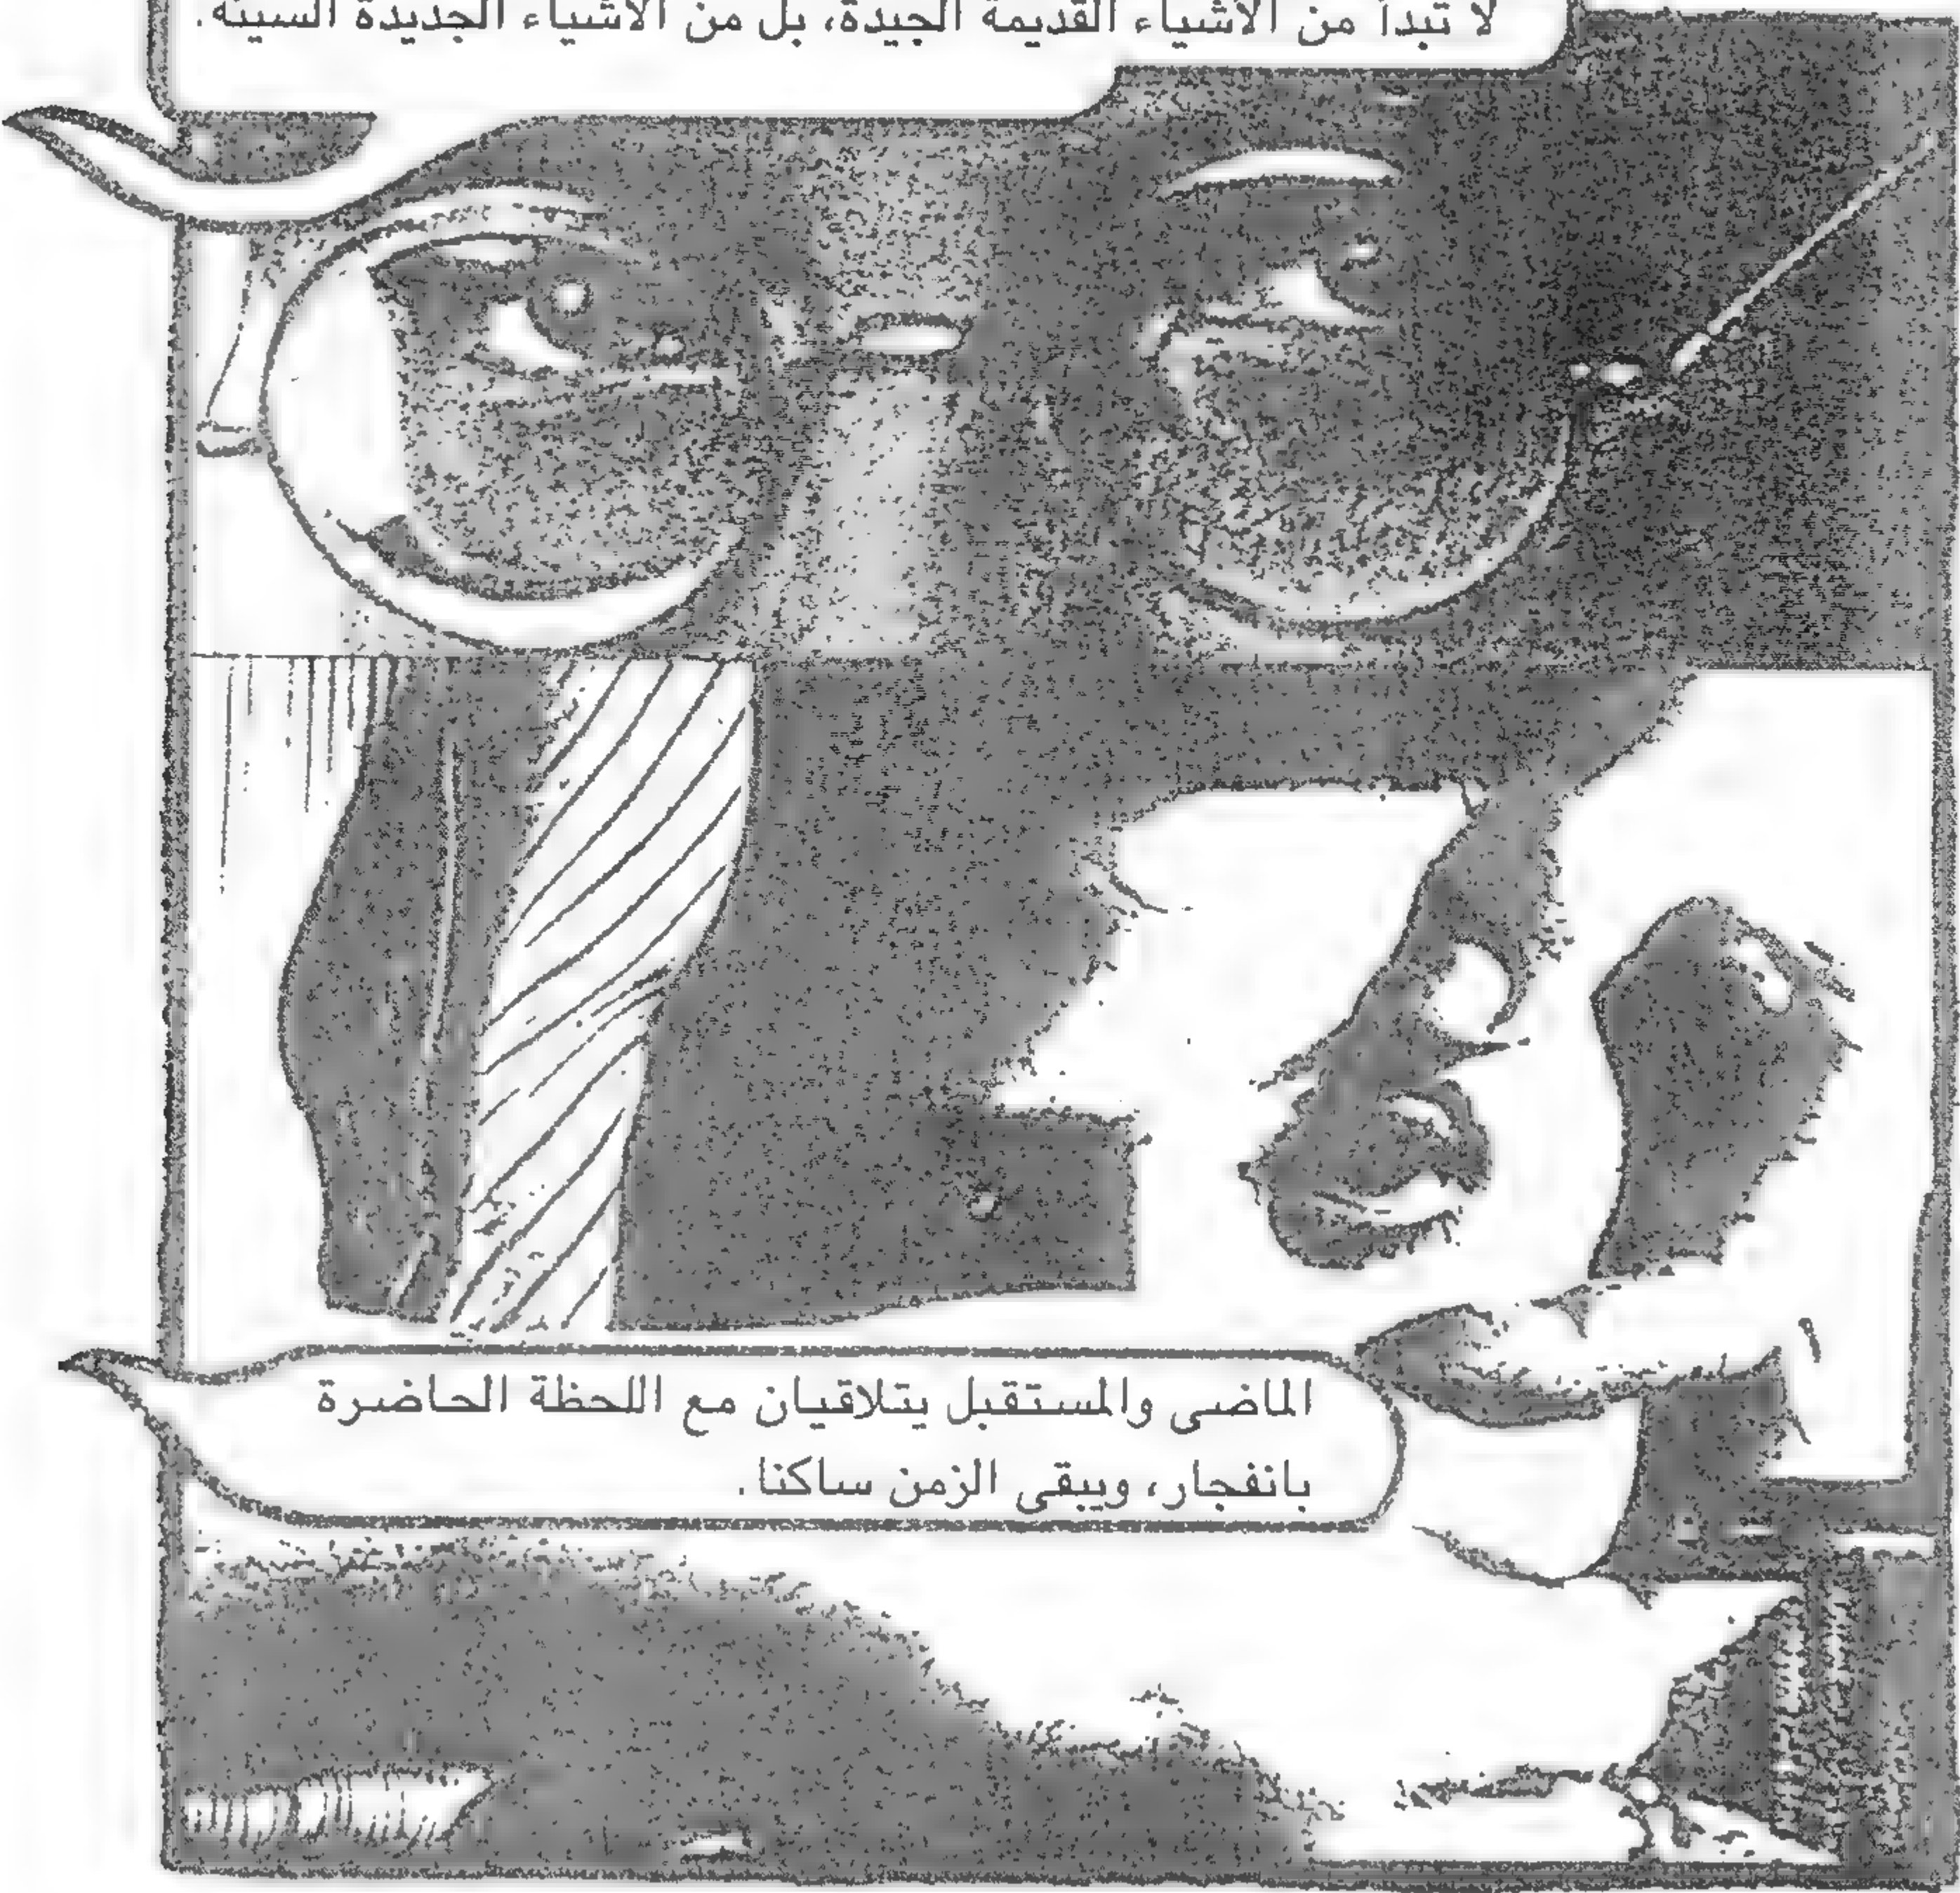 لا تبدأ من الأشياء القديمة الجيدة، بل من الأشياء الجديدة السيئة.
الماضى والمستقبل يتلاقيان مع اللحظة الحاضرة
بانفجار، ويبقى الزمن ساكنا.